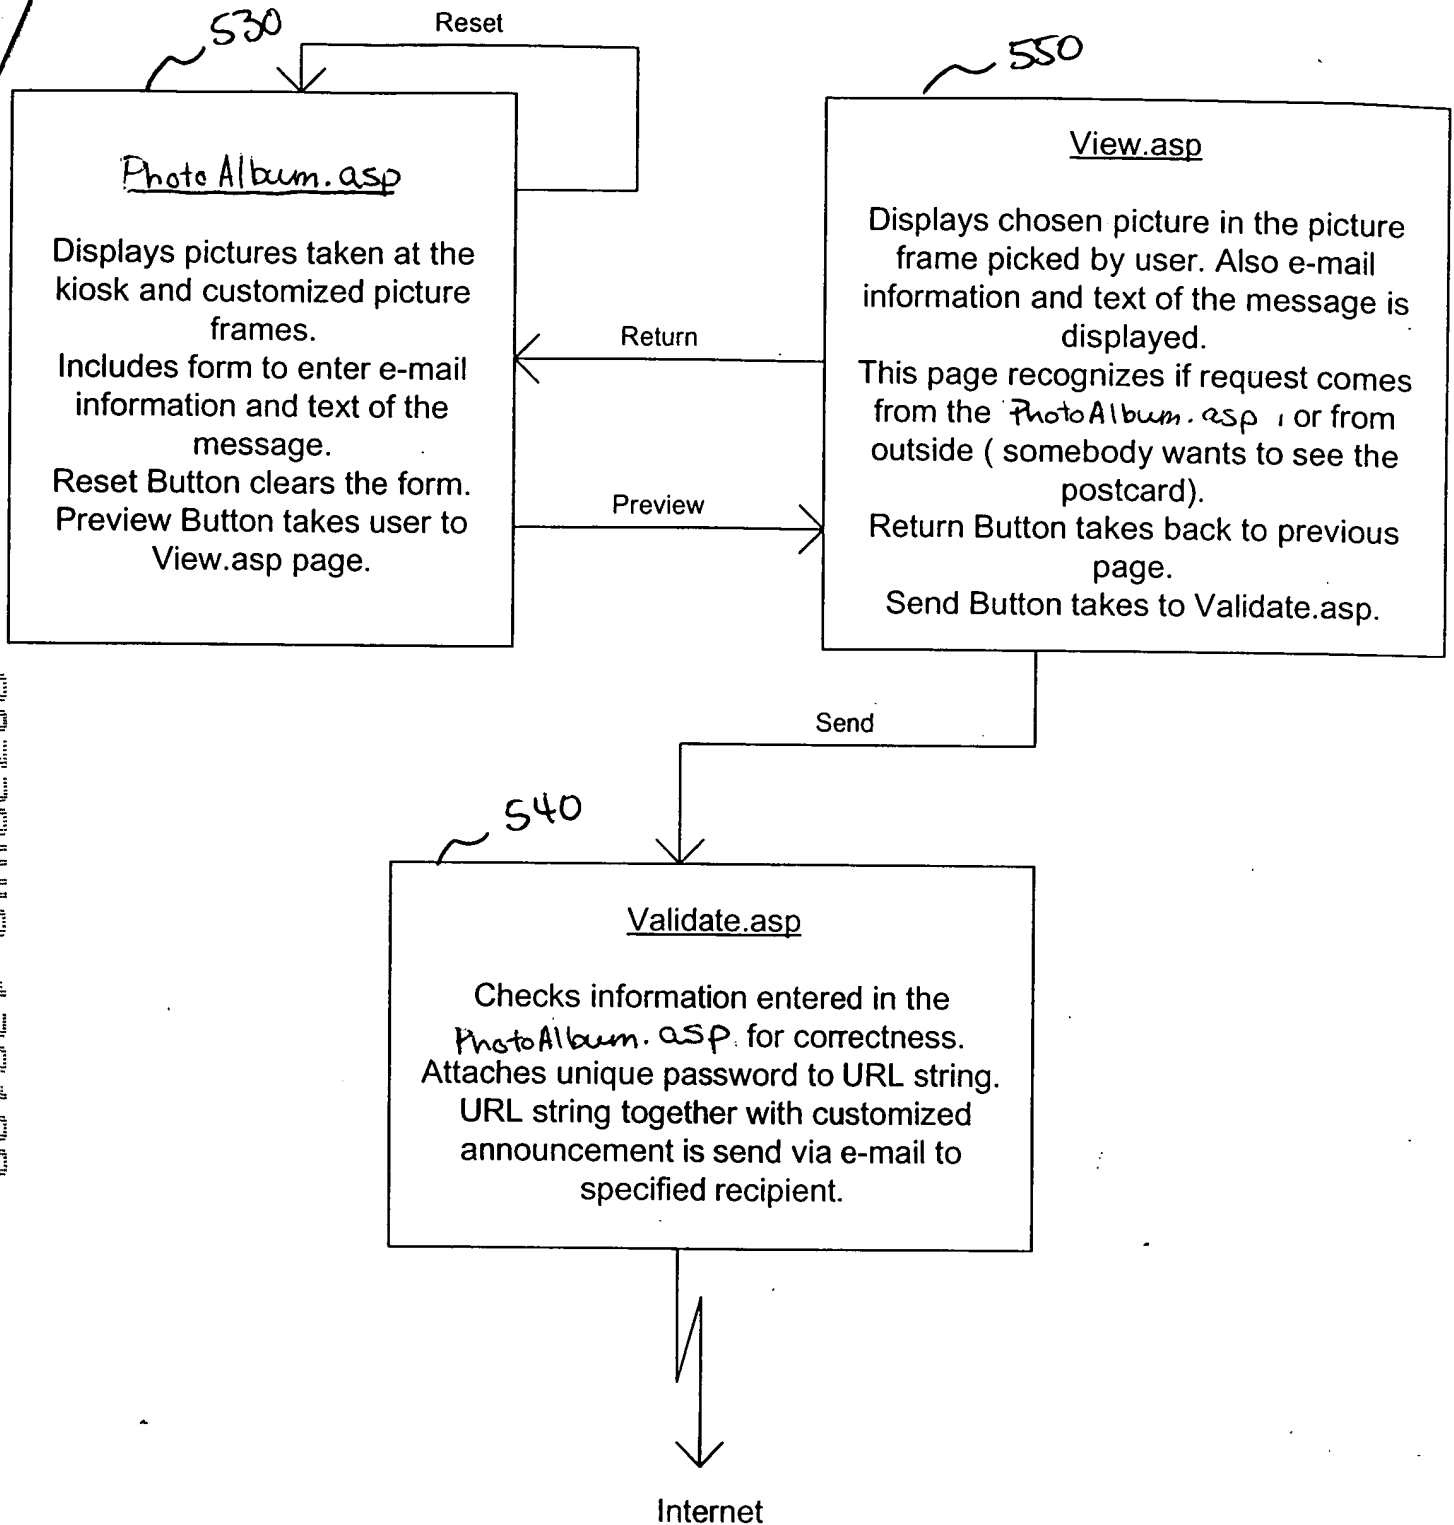 530
Reset
PhotoAlbum.asp
Displays pictures taken at the
kiosk and customized picture
frames.
Includes form to enter e-mail
information and text of the
message.
Reset Button clears the form.
Preview Button takes user to
View.asp page.
Return
Preview
550
View.asp
Displays chosen picture in the picture
frame picked by user. Also e-mail
information and text of the message is
displayed.
This page recognizes if request comes
from the PhotoAlbum.asp , or from
outside ( somebody wants to see the
postcard).
Return Button takes back to previous
page.
Send Button takes to Validate.asp.
Send
540
Validate.asp
Checks information entered in the
PhotoAlbum.asp for correctness.
Attaches unique password to URL string.
URL string together with customized
announcement is send via e-mail to
specified recipient.
Internet